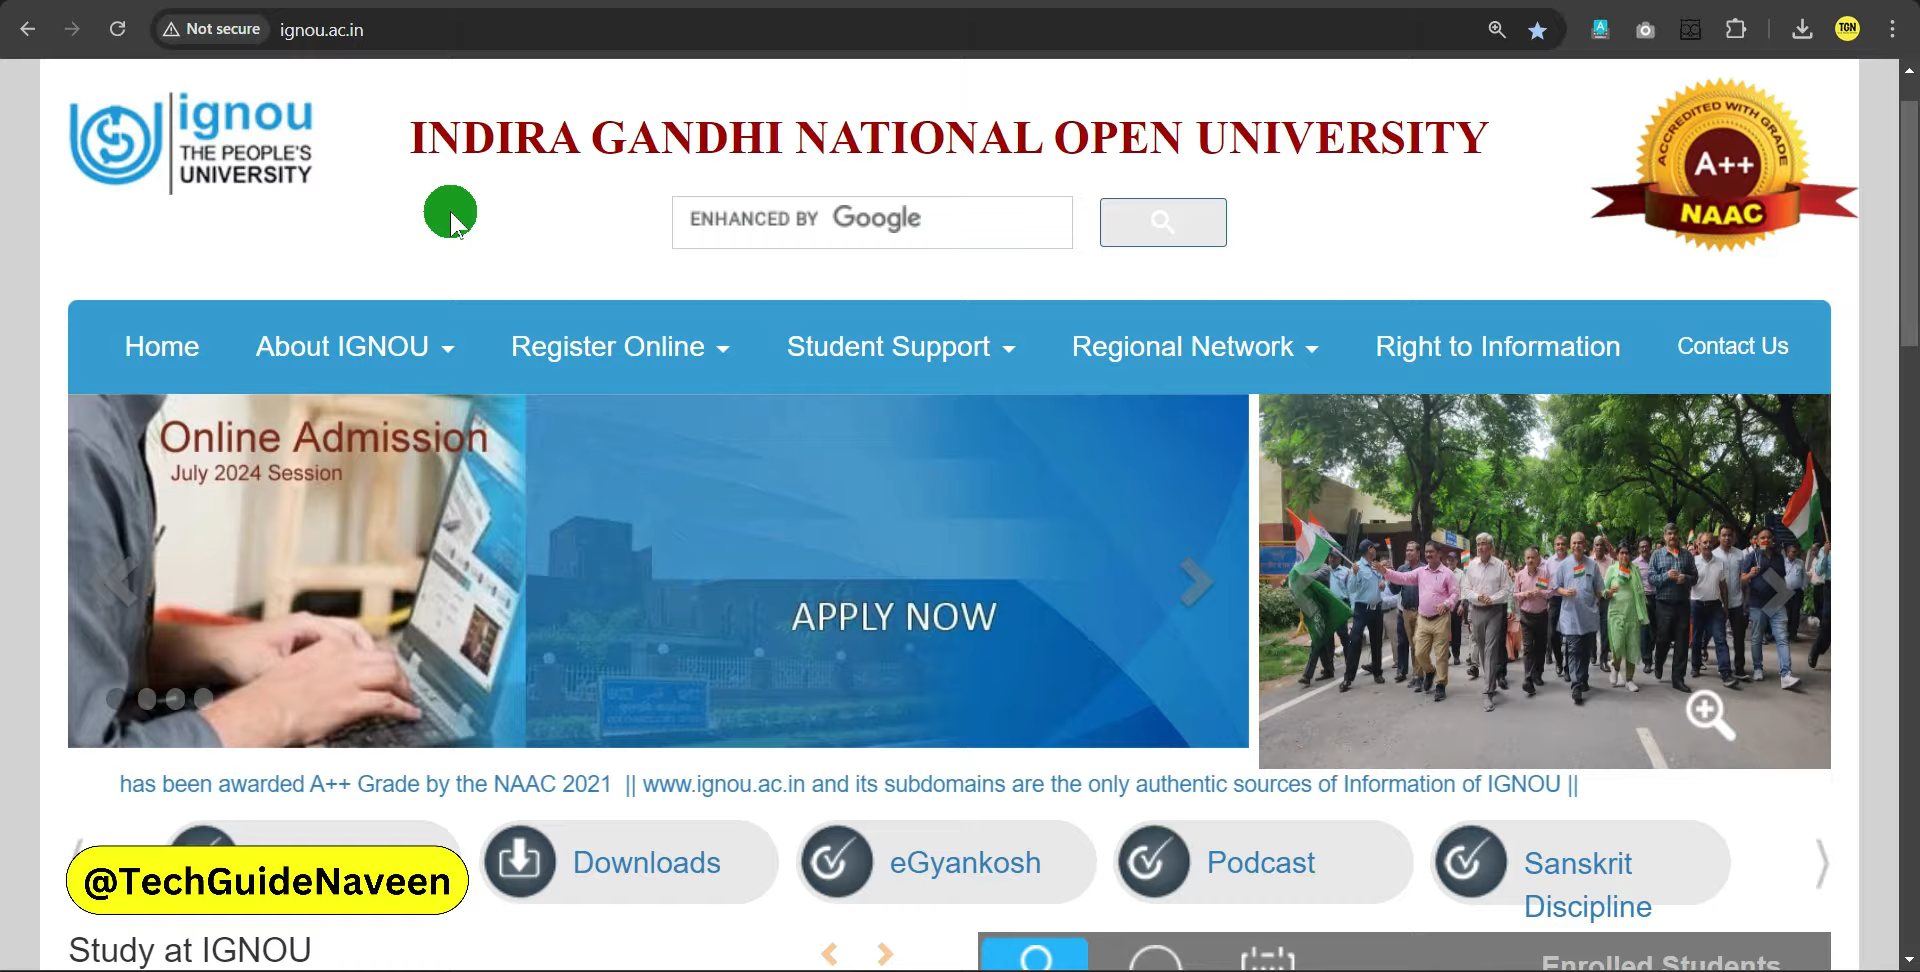 Not secure
ignou.ac.in
TGN
ignou
THE PEOPLE'S
UNIVERSITY
INDIRA GANDHI NATIONAL OPEN UNIVERSITY
ENHANCED BY Google
ACCREDITED WITH GRADE
A++
NAAC
Home
About IGNOU
Register Online
Student Support
Regional Network
Right to Information
Contact Us
Online Admission
July 2024 Session
APPLY NOW
has been awarded A++ Grade by the NAAC 2021 || www.ignou.ac.in and its subdomains are the only authentic sources of Information of IGNOU ||
Downloads
eGyankosh
Podcast
Sanskrit
Discipline
@TechGuideNaveen
Study at IGNOU
Enrolled Students